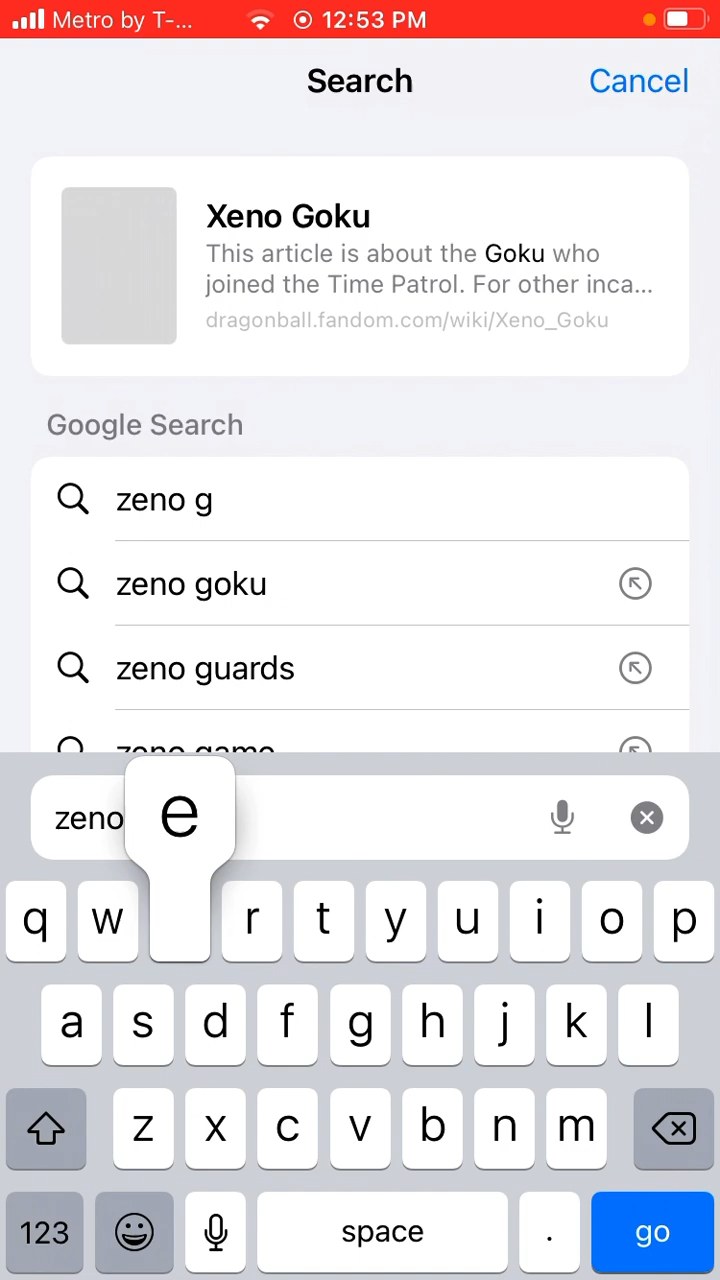 Metro by T-... 12:53 PM
Search Cancel
Xeno Goku
This article is about the Goku who
joined the Time Patrol. For other inca...
dragonball.fandom.com/wiki/Xeno_Goku
Google Search
zeno g
zeno goku
zeno guards
zeno game
zeno e
q w r t y u i o p
a s d f g h j k l
z x c v b n m
123 space . go